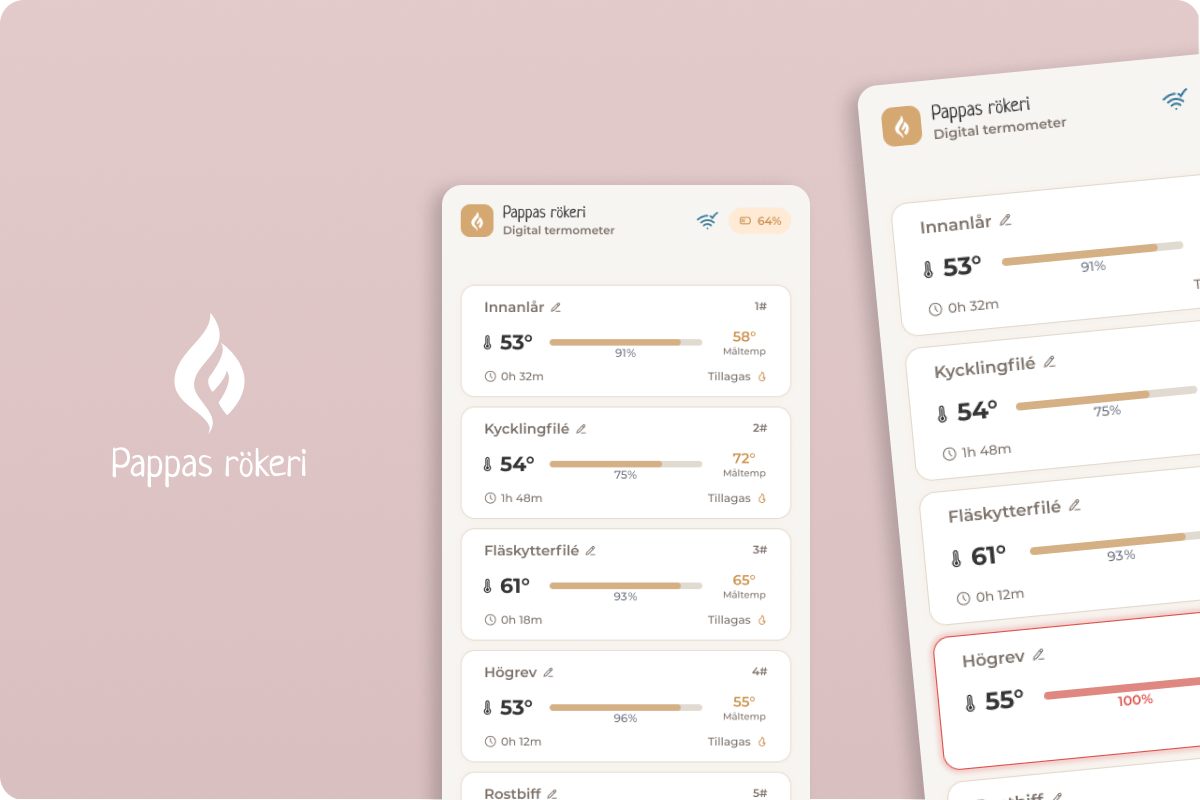 Pappas rökeri
Pappas rökeri
Digital termometer
64%
Innanlår
1#
53°
91%
58°
Måltemp
0h 32m
Tillagas
Kycklingfilé
2#
54°
75%
72°
Måltemp
1h 48m
Tillagas
Fläskytterfilé
3#
61°
93%
65°
Måltemp
0h 18m
Tillagas
Högrev
4#
53°
96%
55°
Måltemp
0h 12m
Tillagas
Rostbiff
5#
Pappas rökeri
Digital termometer
Innanlår
53°
91%
0h 32m
T
Kycklingfilé
54°
75%
1h 48m
Fläskytterfilé
61°
93%
0h 12m
Högrev
55°
100%